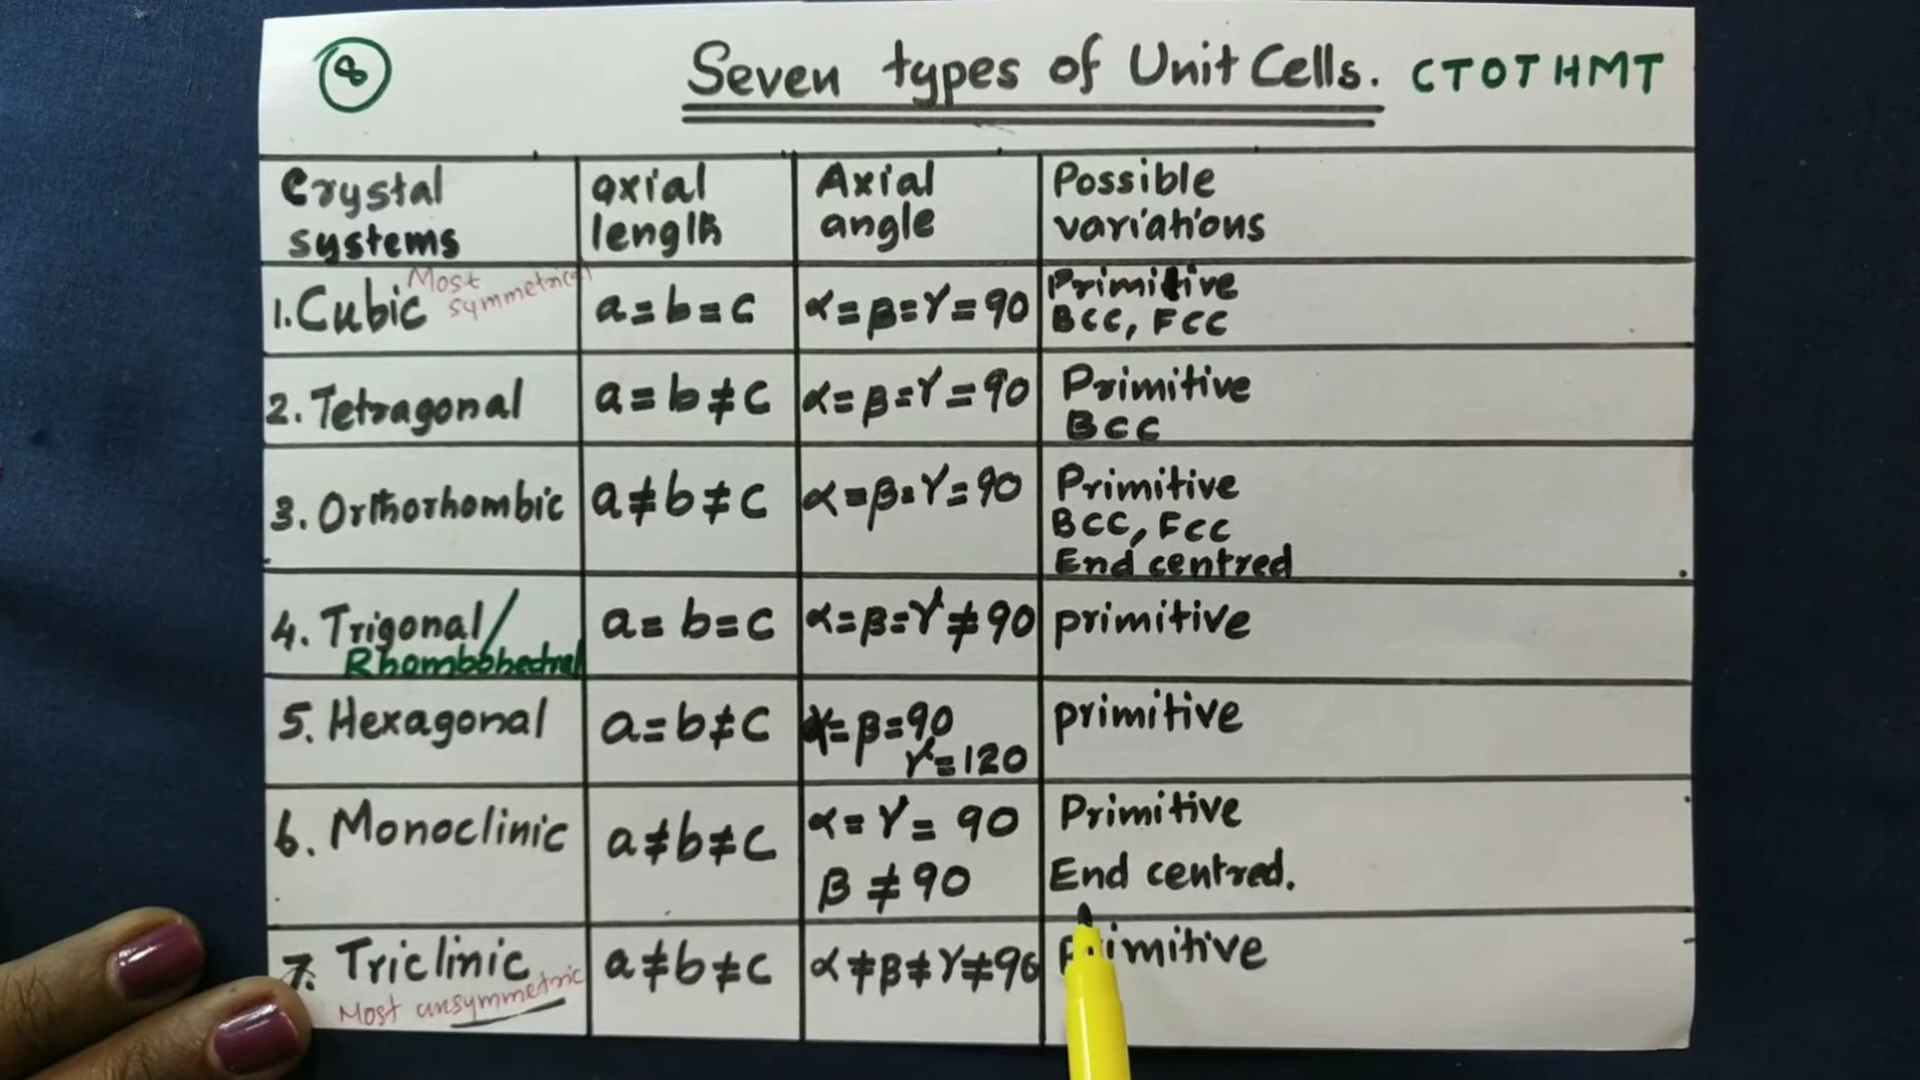 8
Seven types of Unit Cells. CTOTHMT
Crystal systems
axial length
Axial angle
Possible variations
1. Cubic Most symmetrical
a = b = c
α = β = γ = 90
Primitive
BCC, FCC
2. Tetragonal
a = b ≠ c
α = β = γ = 90
Primitive
BCC
3. Orthorhombic
a ≠ b ≠ c
α = β = γ = 90
Primitive
BCC, FCC
End centred
4. Trigonal/
Rhombohedral
a = b = c
α = β = γ ≠ 90
primitive
5. Hexagonal
a = b ≠ c
α = β = 90
γ = 120
primitive
6. Monoclinic
a ≠ b ≠ c
α = γ = 90
β ≠ 90
Primitive
End centred.
7. Triclinic
Most unsymmetric
a ≠ b ≠ c
α ≠ β ≠ γ ≠ 90
Primitive